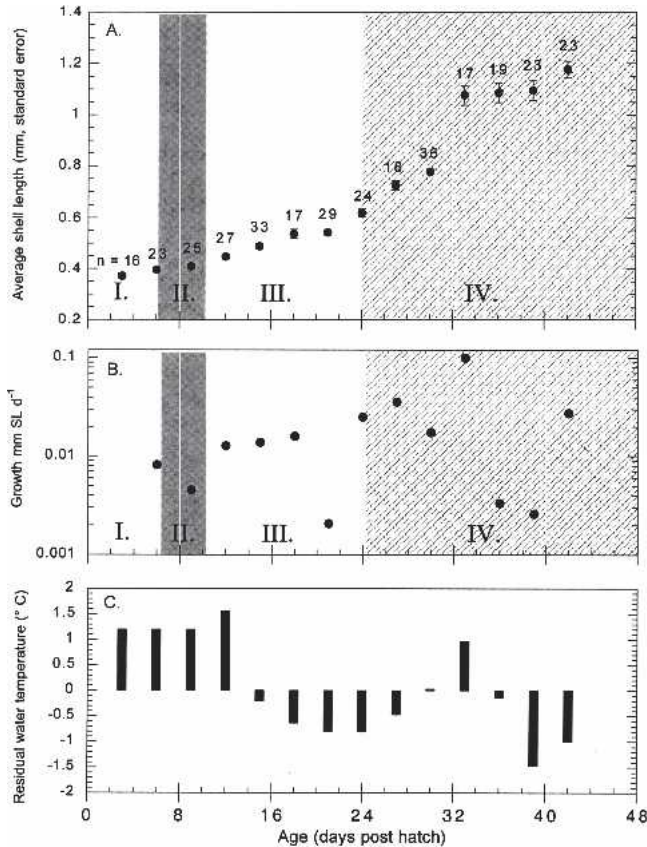 A.
Average shell length (mm, standard error)
1.4
1.2
1
0.8
0.6
0.4
0.2
n = 16
23
25
27
33
17
29
24
18
35
17
19
23
23
I.
II.
III.
IV.
B.
Growth mm SL d⁻¹
0.1
0.01
0.001
I.
II.
III.
IV.
C.
Residual water temperature (° C)
2
1.5
1
0.5
0
-0.5
-1
-1.5
-2
0
8
16
24
32
40
48
Age (days post hatch)